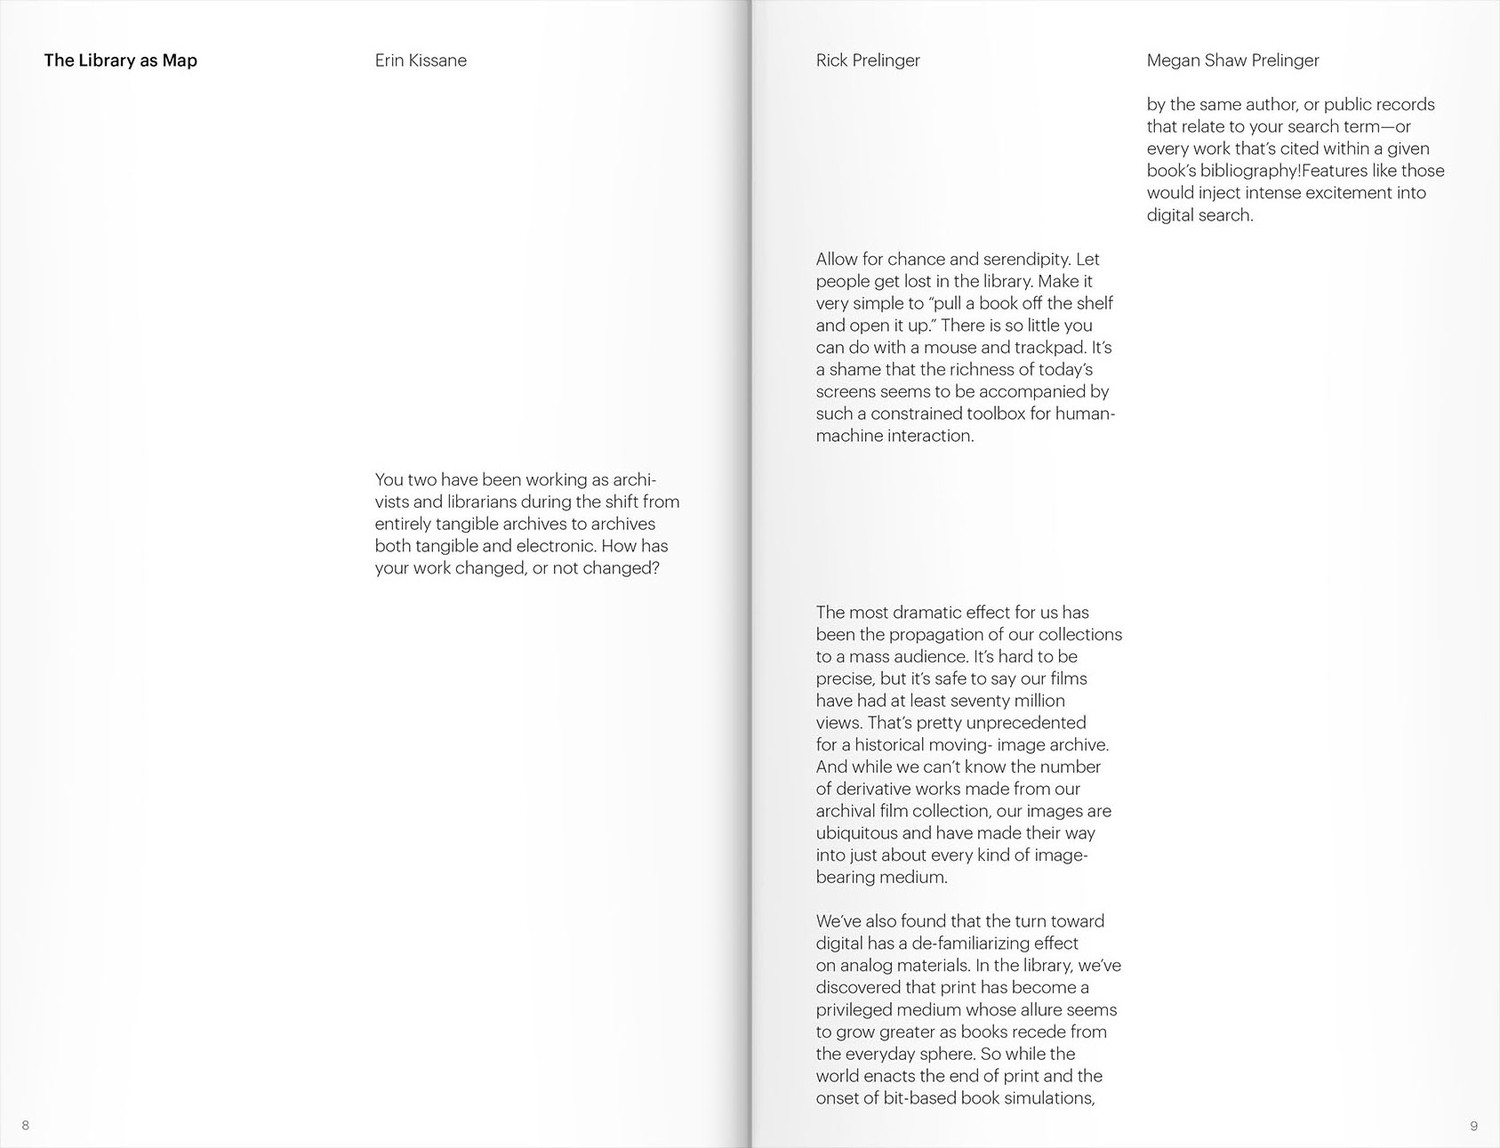 The Library as Map
Erin Kissane
Rick Prelinger
Megan Shaw Prelinger
by the same author, or public records
that relate to your search term—or
every work that’s cited within a given
book’s bibliography!Features like those
would inject intense excitement into
digital search.
Allow for chance and serendipity. Let
people get lost in the library. Make it
very simple to “pull a book off the shelf
and open it up.” There is so little you
can do with a mouse and trackpad. It’s
a shame that the richness of today’s
screens seems to be accompanied by
such a constrained toolbox for human-
machine interaction.
You two have been working as archi-
vists and librarians during the shift from
entirely tangible archives to archives
both tangible and electronic. How has
your work changed, or not changed?
The most dramatic effect for us has
been the propagation of our collections
to a mass audience. It’s hard to be
precise, but it’s safe to say our films
have had at least seventy million
views. That’s pretty unprecedented
for a historical moving- image archive.
And while we can’t know the number
of derivative works made from our
archival film collection, our images are
ubiquitous and have made their way
into just about every kind of image-
bearing medium.
We’ve also found that the turn toward
digital has a de-familiarizing effect
on analog materials. In the library, we’ve
discovered that print has become a
privileged medium whose allure seems
to grow greater as books recede from
the everyday sphere. So while the
world enacts the end of print and the
onset of bit-based book simulations,
8
9